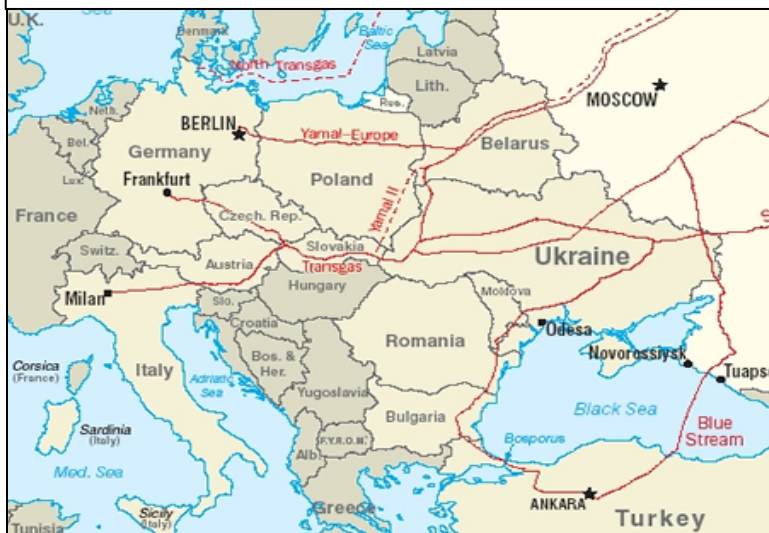 U.K.
Sea
Denmark
Baltic
Sea
Latvia
North Transgas
Lith.
MOSCOW
Neth.
Rus.
BERLIN
Yamal–Europe
Belarus
Bel.
Germany
Poland
Lux.
Frankfurt
Yamal II
France
Czech. Rep.
Slovakia
Ukraine
Switz.
Austria
Transgas
Hungary
Moldova
Milan
Slo.
Croatia
Romania
Odesa
Novorossiysk
Corsica
(France)
Italy
Bos. &
Her.
Adriatic
Sea
Yugoslavia
Tuapse
Black Sea
Sardinia
(Italy)
Bulgaria
Blue
Stream
F.Y.R.O.M.
Alb.
Bosporus
Med. Sea
Sicily
(Italy)
Greece
ANKARA
Turkey
Tunisia